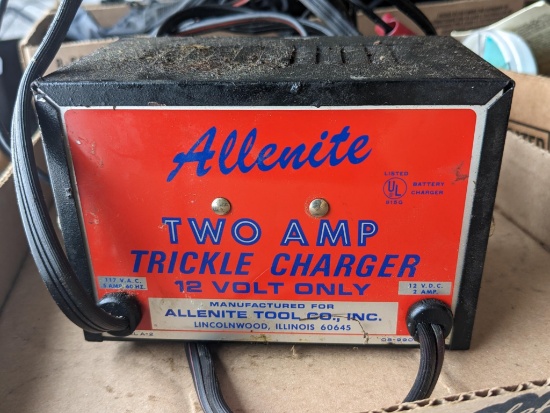 Allenite
LISTED
UL
BATTERY
CHARGER
TWO AMP
TRICKLE CHARGER
12 VOLT ONLY
117 V.A.C.
60 HZ.
12 V.D.C.
2 AMP.
MANUFACTURED FOR
ALLENITE TOOL CO., INC.
LINCOLNWOOD, ILLINOIS 60645